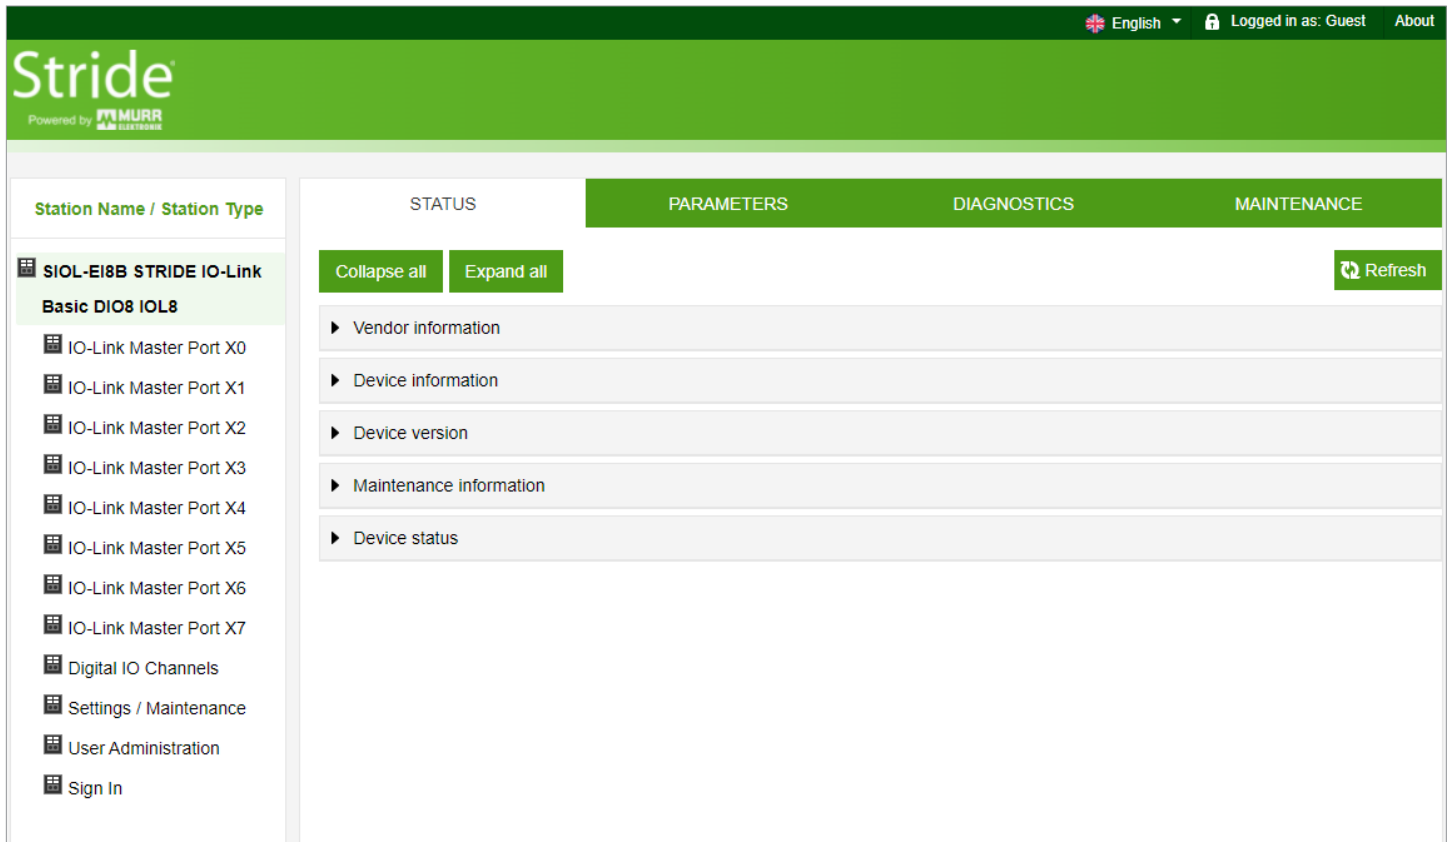 English
Logged in as: Guest
About
Stride
Powered by MURR
ELEKTRONIK
Station Name / Station Type
STATUS
PARAMETERS
DIAGNOSTICS
MAINTENANCE
SIOL-EI8B STRIDE IO-Link
Basic DIO8 IOL8
IO-Link Master Port X0
IO-Link Master Port X1
IO-Link Master Port X2
IO-Link Master Port X3
IO-Link Master Port X4
IO-Link Master Port X5
IO-Link Master Port X6
IO-Link Master Port X7
Digital IO Channels
Settings / Maintenance
User Administration
Sign In
Collapse all
Expand all
Refresh
Vendor information
Device information
Device version
Maintenance information
Device status